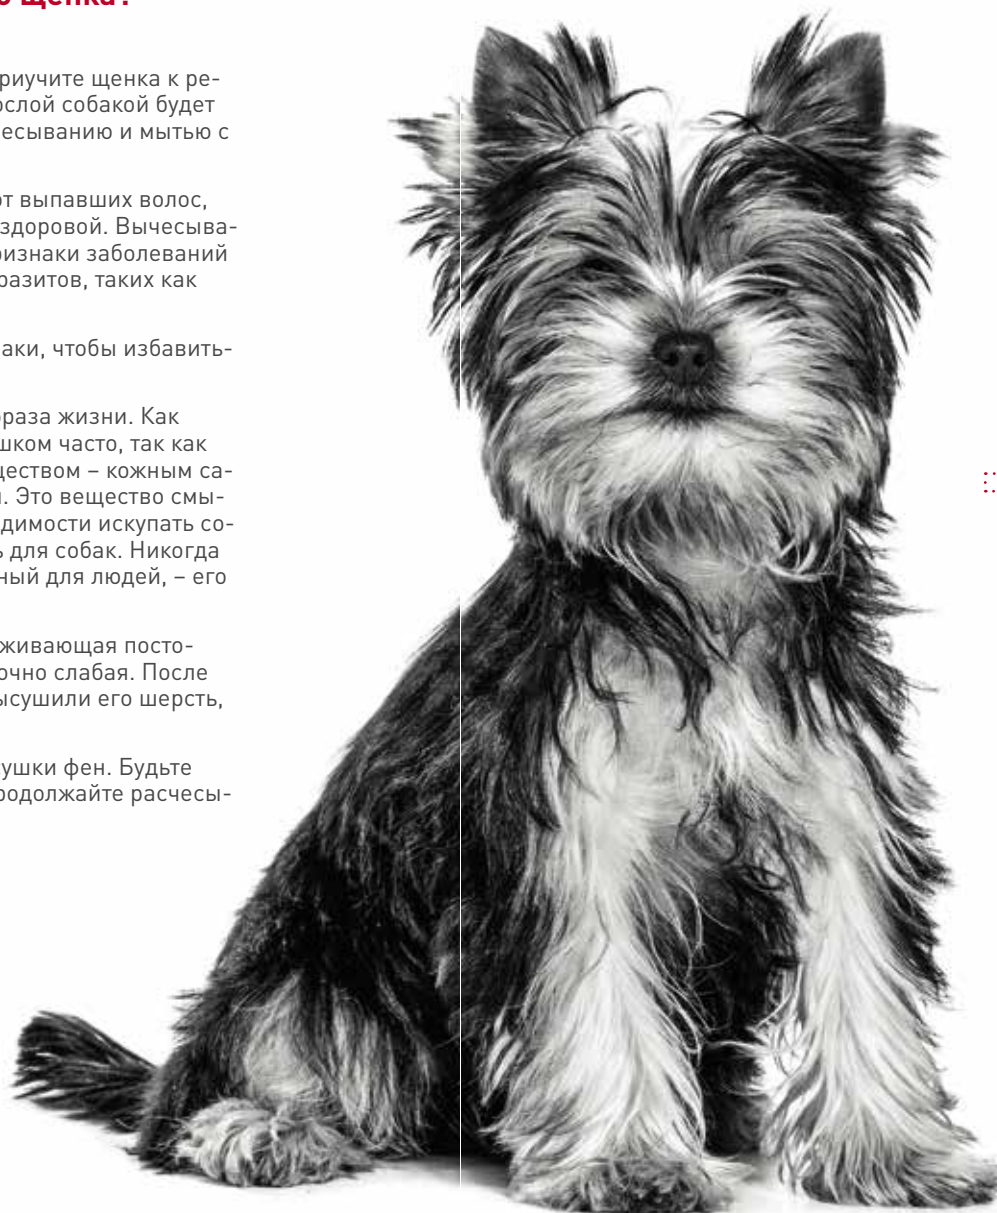 щенка?
риучите щенка к ре-
ослой собакой будет
есыванию и мытью с
от выпавших волос,
здоровой. Вычесыва-
ризнаки заболеваний
разитов, таких как
аки, чтобы избавить-
браза жизни. Как
шком часто, так как
ществом – кожным са-
. Это вещество смы-
димости искупать со-
ь для собак. Никогда
ный для людей, – его
живающая посто-
очно слабая. После
ысушили его шерсть,
ушки фен. Будьте
родолжайте расчесы-